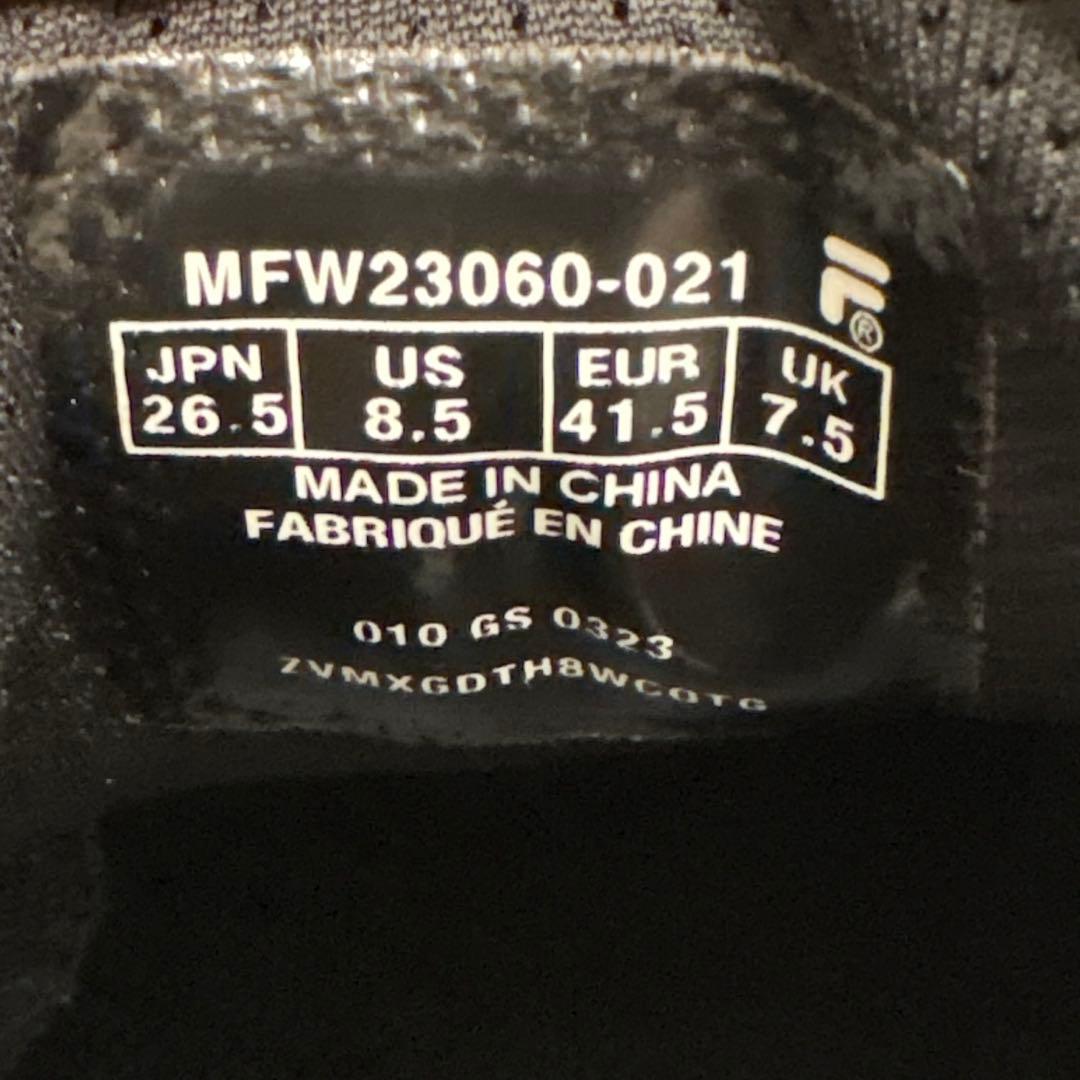 MFW23060-021
JPN US EUR UK
26.5 8.5 41.5 7.5
MADE IN CHINA
FABRIQUÉ EN CHINE
010 GS 0323
ZVMXGDTH8WCOTG